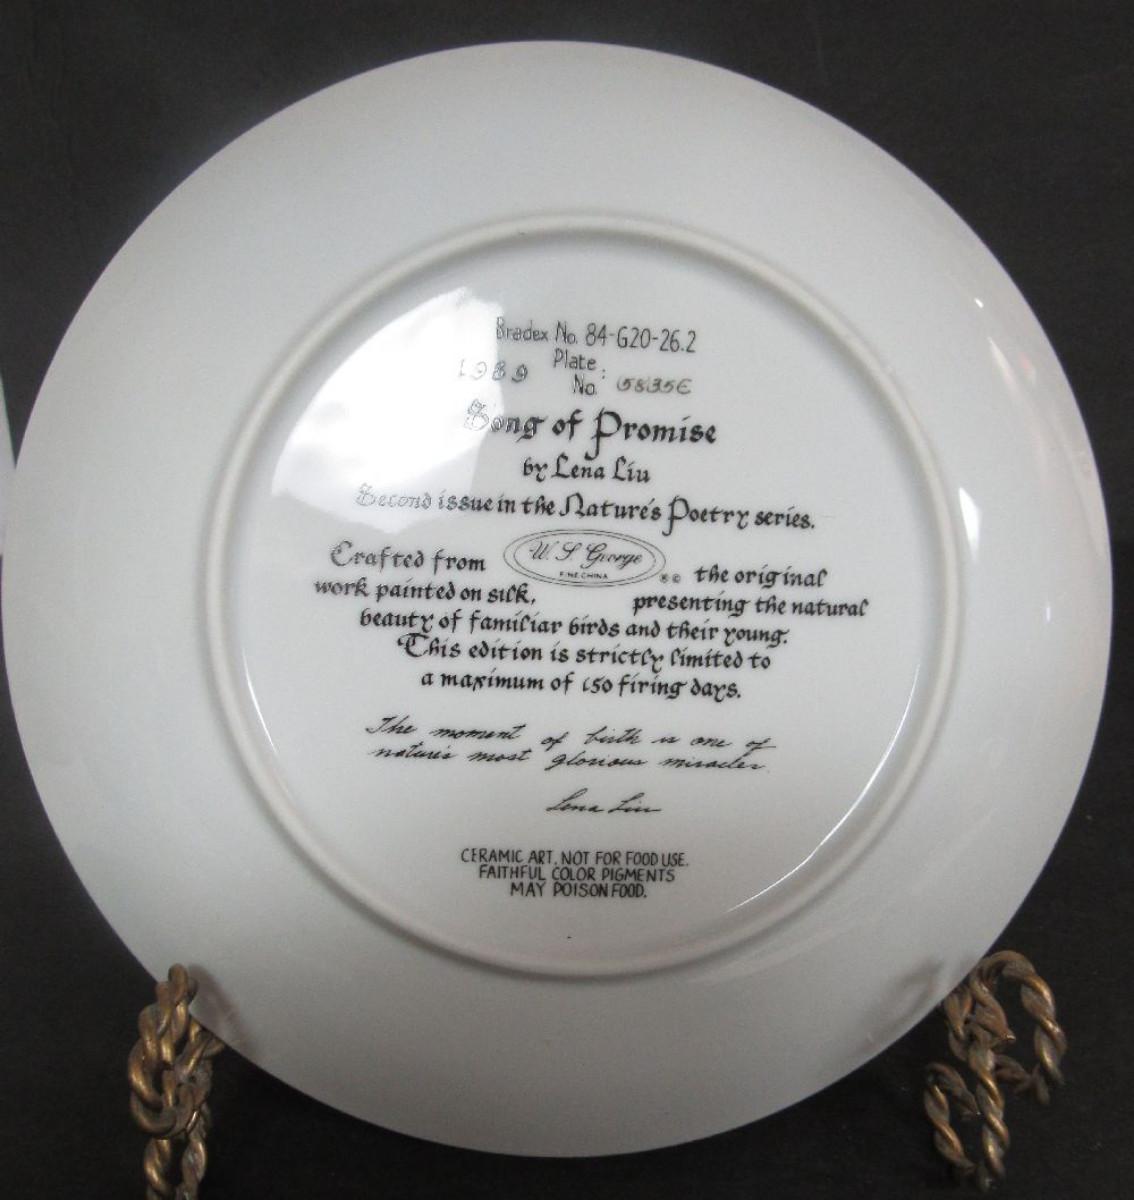 Bradex No. 84-G20-26.2
1989 Plate No. 5835E
Song of Promise
by Lena Liu
Second issue in the Nature's Poetry series.
Crafted from W. S. George FINE CHINA ® © the original
work painted on silk, presenting the natural
beauty of familiar birds and their young.
This edition is strictly limited to
a maximum of 150 firing days.
The moment of birth is one of
nature's most glorious miracles.
Lena Liu
CERAMIC ART. NOT FOR FOOD USE.
FAITHFUL COLOR PIGMENTS
MAY POISON FOOD.